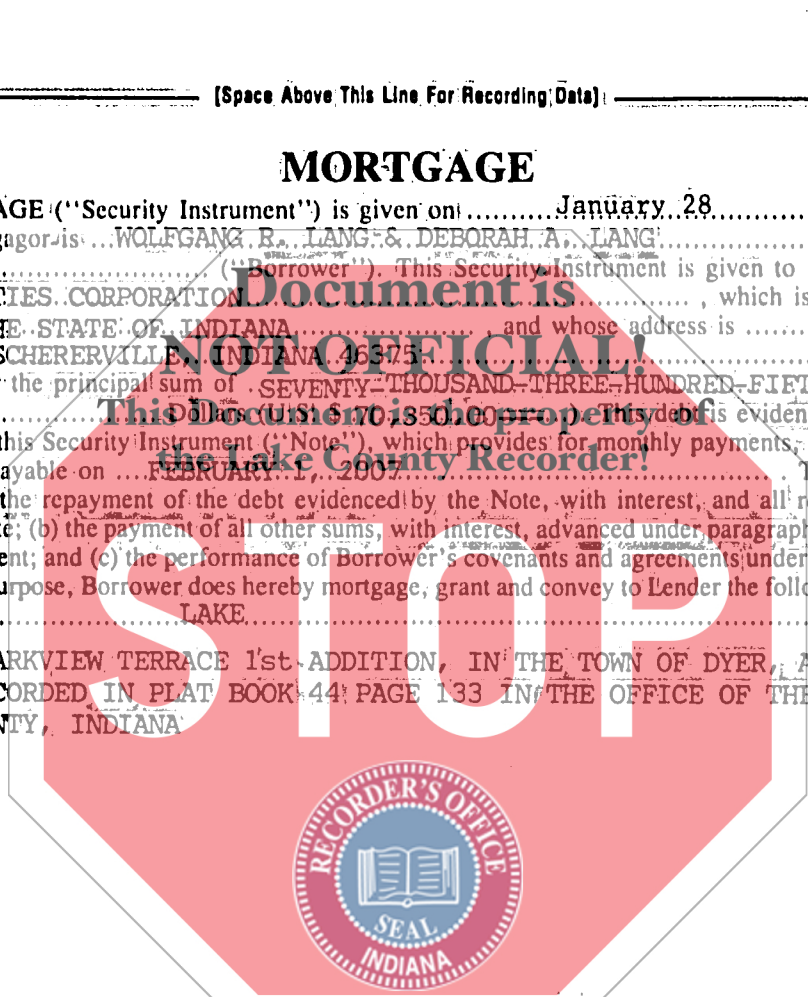 [Space Above This Line For Recording Data]
MORTGAGE
AGE ("Security Instrument") is given on ..........January 28............
gagor is ...WOLFGANG R. LANG & DEBORAH A. LANG.................
........................ ("Borrower"). This Security Instrument is given to
TIES CORPORATION................................................ , which is
Document is
E STATE OF INDIANA...................... and whose address is .......
SCHERERVILLE, INDIANA 46375
NOT OFFICIAL!
the principal sum of ..SEVENTY-THOUSAND-THREE-HUNDRED-FIFT
Dollars (U.S. $ 70,350.00 ). This debt is eviden
This Document is the property of
this Security Instrument ("Note"), which provides for monthly payments,
the Lake County Recorder!
ayable on ....FEBRUARY 1, 2007
the repayment of the debt evidenced by the Note, with interest, and all
e; (b) the payment of all other sums, with interest, advanced under paragraph
ent; and (c) the performance of Borrower's covenants and agreements under
urpose, Borrower does hereby mortgage, grant and convey to Lender the follo
........................LAKE
ARKVIEW TERRACE 1st ADDITION, IN THE TOWN OF DYER, A
CORDED IN PLAT BOOK 44 PAGE 133 IN THE OFFICE OF THE
NTY, INDIANA
STOP
RECORDER'S OFFICE
SEAL
INDIANA